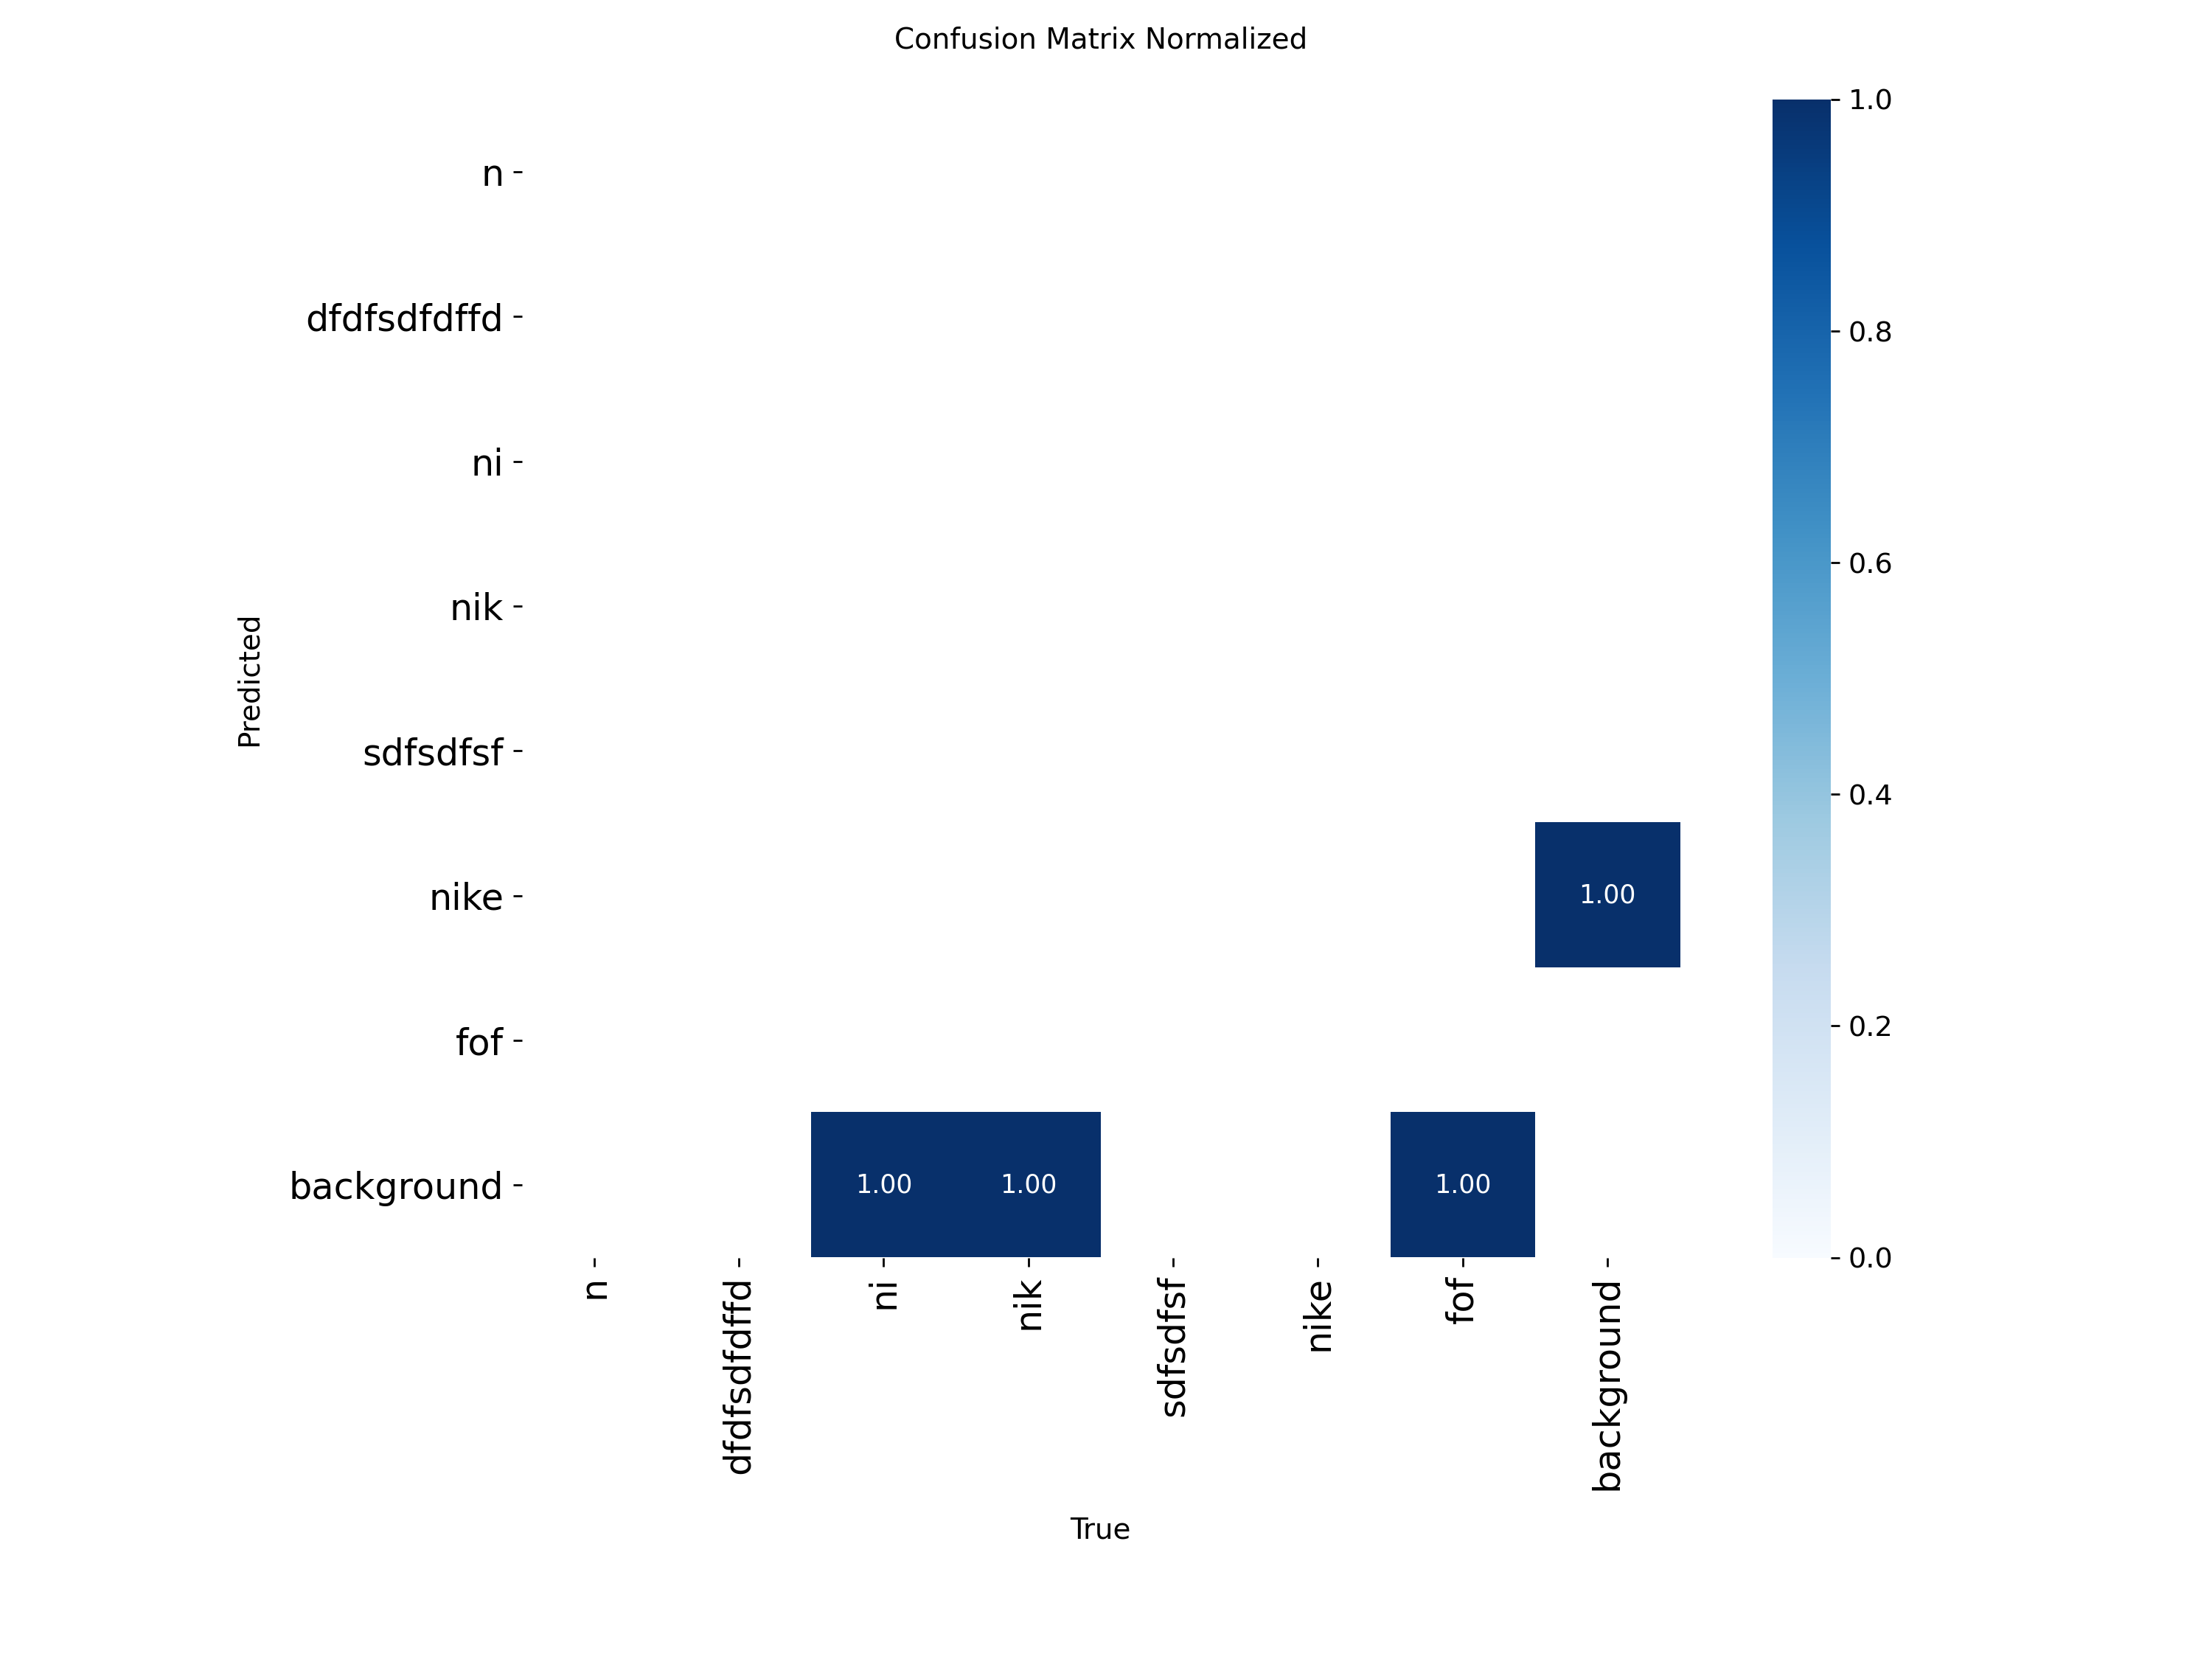 Confusion Matrix Normalized
Predicted
n
dfdfsdfdffd
ni
nik
sdfsdfsf
nike
fof
background
1.00
1.00 1.00 1.00
n dfdfsdfdffd ni nik sdfsdfsf nike fof background
True
1.0
0.8
0.6
0.4
0.2
0.0